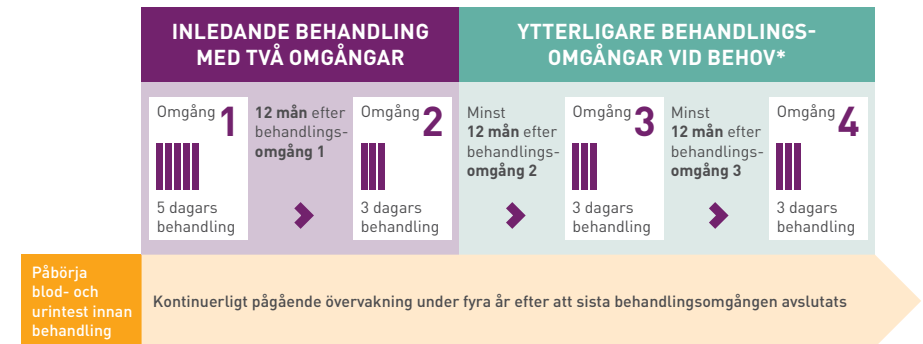 INLEDANDE BEHANDLING
MED TVÅ OMGÅNGAR
YTTERLIGARE BEHANDLINGS-
OMGÅNGAR VID BEHOV*
Omgång 1
5 dagars
behandling
12 mån efter
behandlings-
omgång 1
Omgång 2
3 dagars
behandling
Minst
12 mån efter
behandlings-
omgång 2
Omgång 3
3 dagars
behandling
Minst
12 mån efter
behandlings-
omgång 3
Omgång 4
3 dagars
behandling
Påbörja
blod- och
urintest innan
behandling
Kontinuerligt pågående övervakning under fyra år efter att sista behandlingsomgången avslutats